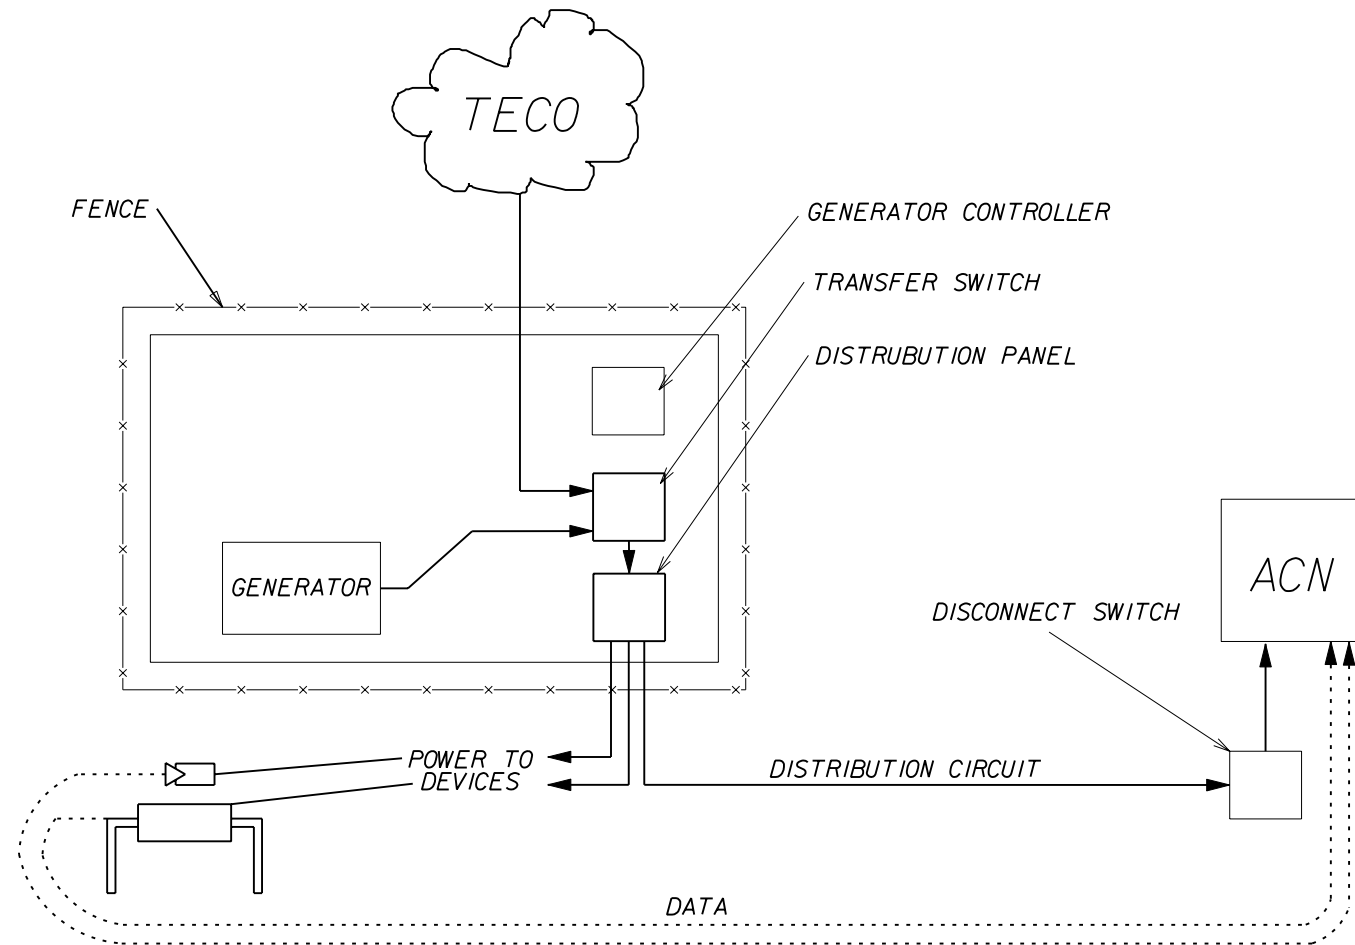 TECO
FENCE
GENERATOR CONTROLLER
TRANSFER SWITCH
DISTRUBUTION PANEL
GENERATOR
ACN
DISCONNECT SWITCH
POWER TO
DEVICES
DISTRIBUTION CIRCUIT
DATA